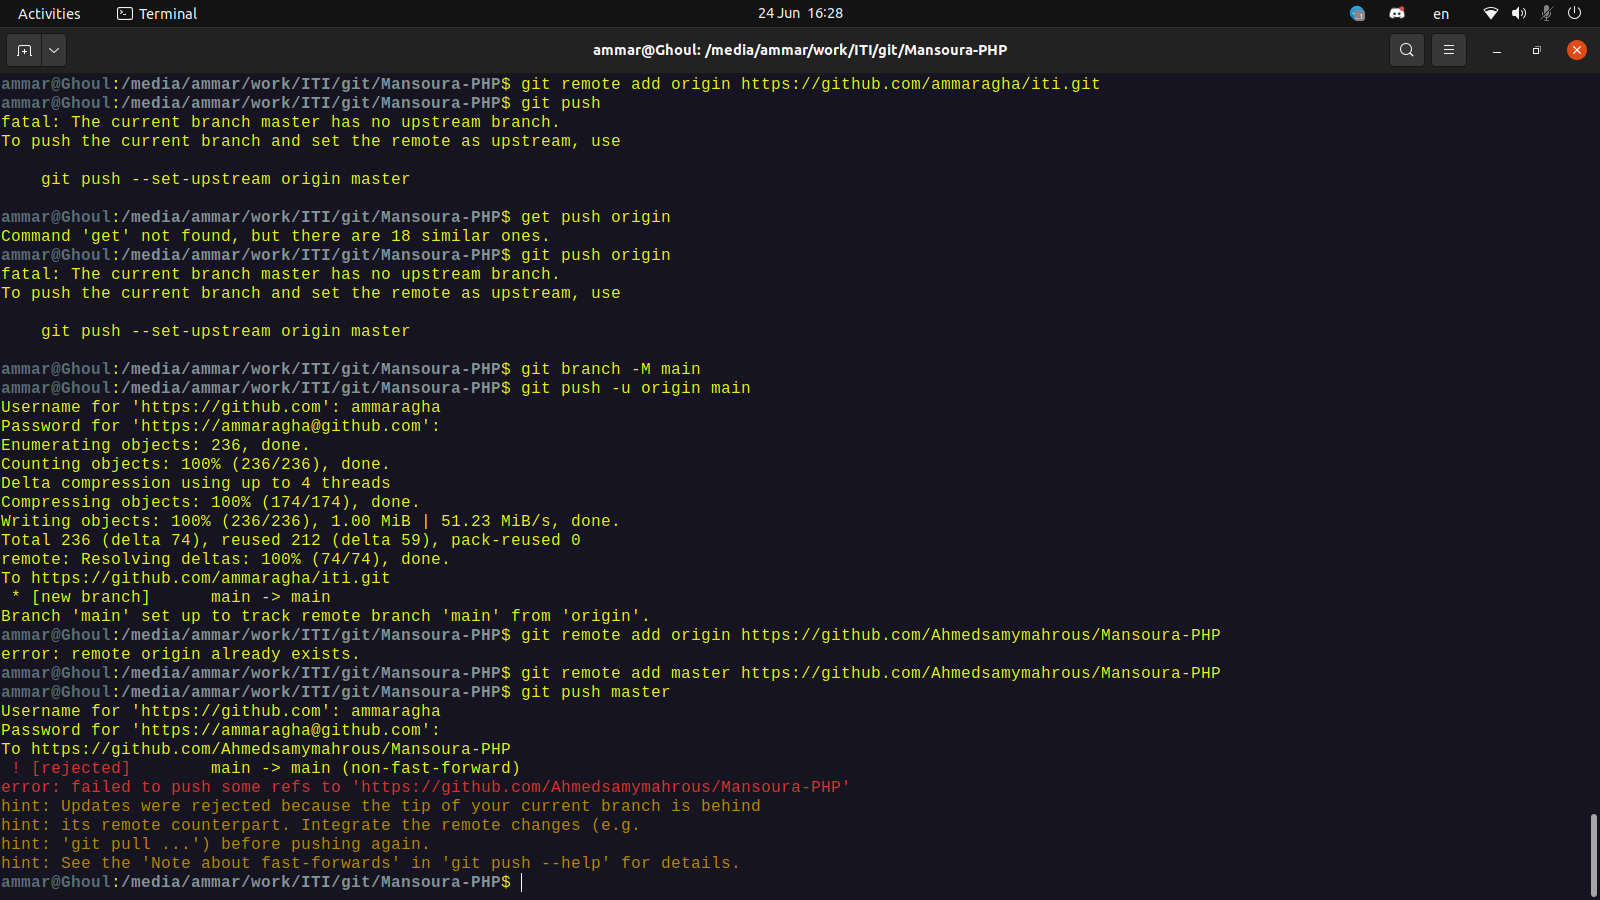 Activities
Terminal
24 Jun 16:28
en
ammar@Ghoul: /media/ammar/work/ITI/git/Mansoura-PHP
ammar@Ghoul:/media/ammar/work/ITI/git/Mansoura-PHP$ git remote add origin https://github.com/ammaragha/iti.git
ammar@Ghoul:/media/ammar/work/ITI/git/Mansoura-PHP$ git push
fatal: The current branch master has no upstream branch.
To push the current branch and set the remote as upstream, use
    git push --set-upstream origin master
ammar@Ghoul:/media/ammar/work/ITI/git/Mansoura-PHP$ get push origin
Command 'get' not found, but there are 18 similar ones.
ammar@Ghoul:/media/ammar/work/ITI/git/Mansoura-PHP$ git push origin
fatal: The current branch master has no upstream branch.
To push the current branch and set the remote as upstream, use
    git push --set-upstream origin master
ammar@Ghoul:/media/ammar/work/ITI/git/Mansoura-PHP$ git branch -M main
ammar@Ghoul:/media/ammar/work/ITI/git/Mansoura-PHP$ git push -u origin main
Username for 'https://github.com': ammaragha
Password for 'https://ammaragha@github.com':
Enumerating objects: 236, done.
Counting objects: 100% (236/236), done.
Delta compression using up to 4 threads
Compressing objects: 100% (174/174), done.
Writing objects: 100% (236/236), 1.00 MiB | 51.23 MiB/s, done.
Total 236 (delta 74), reused 212 (delta 59), pack-reused 0
remote: Resolving deltas: 100% (74/74), done.
To https://github.com/ammaragha/iti.git
 * [new branch]      main -> main
Branch 'main' set up to track remote branch 'main' from 'origin'.
ammar@Ghoul:/media/ammar/work/ITI/git/Mansoura-PHP$ git remote add origin https://github.com/Ahmedsamymahrous/Mansoura-PHP
error: remote origin already exists.
ammar@Ghoul:/media/ammar/work/ITI/git/Mansoura-PHP$ git remote add master https://github.com/Ahmedsamymahrous/Mansoura-PHP
ammar@Ghoul:/media/ammar/work/ITI/git/Mansoura-PHP$ git push master
Username for 'https://github.com': ammaragha
Password for 'https://ammaragha@github.com':
To https://github.com/Ahmedsamymahrous/Mansoura-PHP
 ! [rejected]        main -> main (non-fast-forward)
error: failed to push some refs to 'https://github.com/Ahmedsamymahrous/Mansoura-PHP'
hint: Updates were rejected because the tip of your current branch is behind
hint: its remote counterpart. Integrate the remote changes (e.g.
hint: 'git pull ...') before pushing again.
hint: See the 'Note about fast-forwards' in 'git push --help' for details.
ammar@Ghoul:/media/ammar/work/ITI/git/Mansoura-PHP$